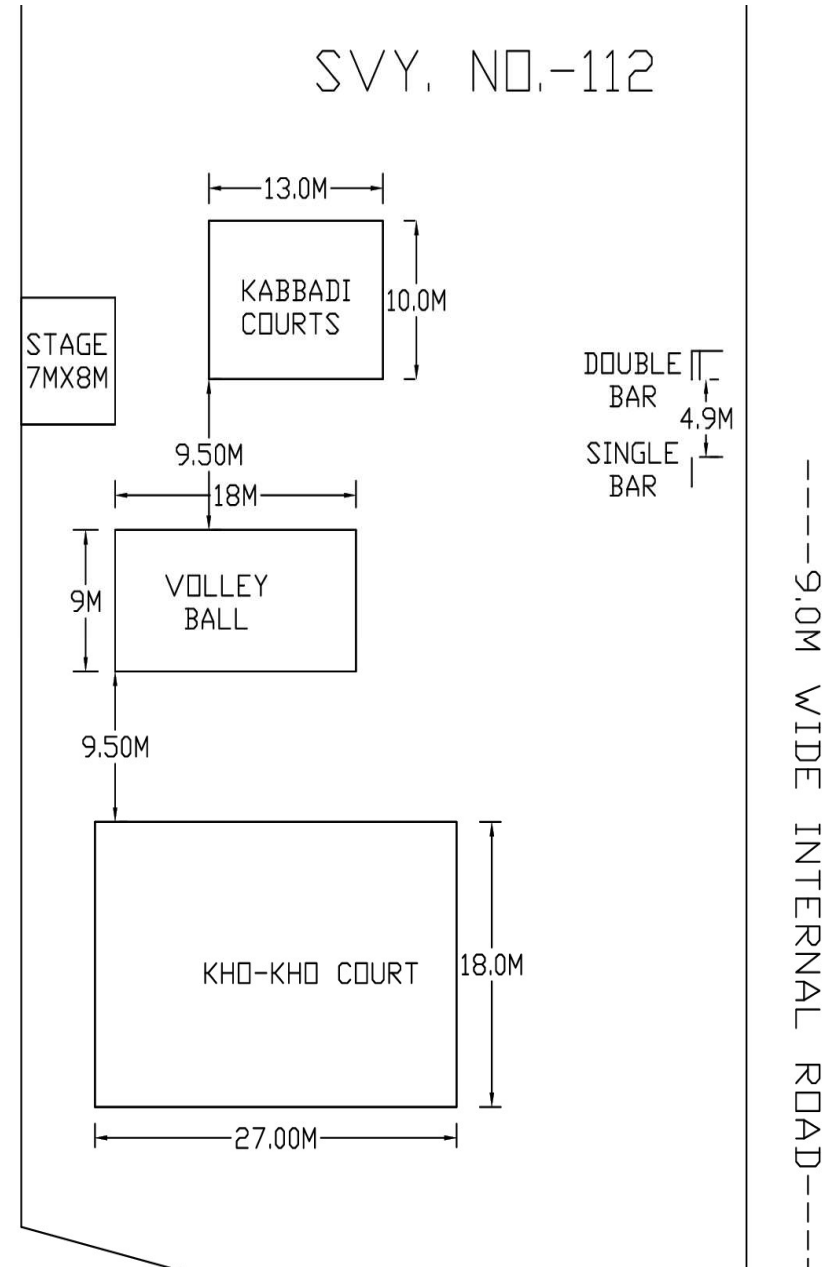 SVY. NO.-112
13.0M
KABBADI
COURTS
10.0M
STAGE
7MX8M
DOUBLE
BAR
4.9M
SINGLE
BAR
9.50M
18M
9M
VOLLEY
BALL
9.50M
KHO-KHO COURT
18.0M
27.00M
----9.0M WIDE INTERNAL ROAD----